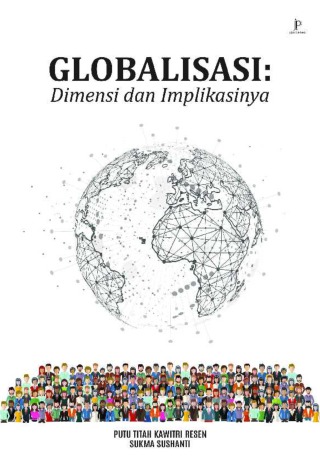 GLOBALISASI:
Dimensi dan Implikasinya
PUTU TITAH KAWITRI RESEN
SUKMA SUSHANTI